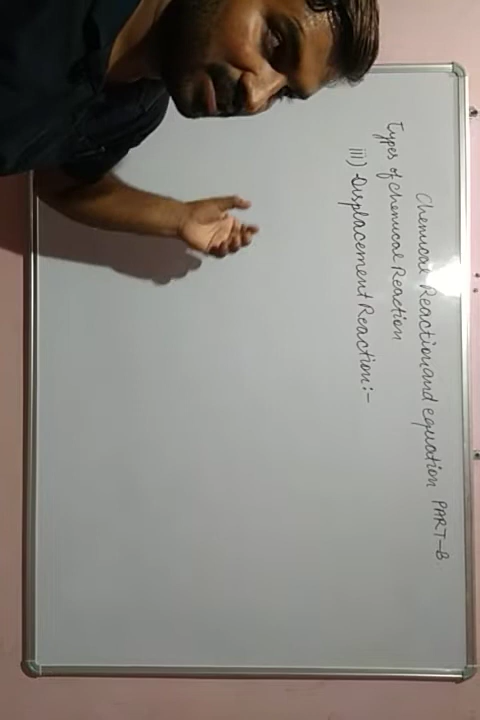 Chemical Reaction and equation PART-B.
Types of chemical Reaction
iii) Displacement Reaction:-